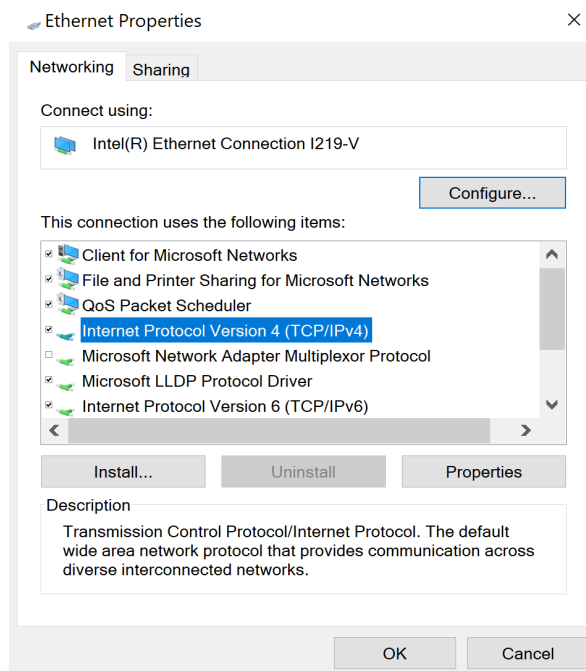 Ethernet Properties
Networking
Sharing
Connect using:
Intel(R) Ethernet Connection I219-V
Configure...
This connection uses the following items:
Client for Microsoft Networks
File and Printer Sharing for Microsoft Networks
QoS Packet Scheduler
Internet Protocol Version 4 (TCP/IPv4)
Microsoft Network Adapter Multiplexor Protocol
Microsoft LLDP Protocol Driver
Internet Protocol Version 6 (TCP/IPv6)
Install...
Uninstall
Properties
Description
Transmission Control Protocol/Internet Protocol. The default
wide area network protocol that provides communication across
diverse interconnected networks.
OK
Cancel